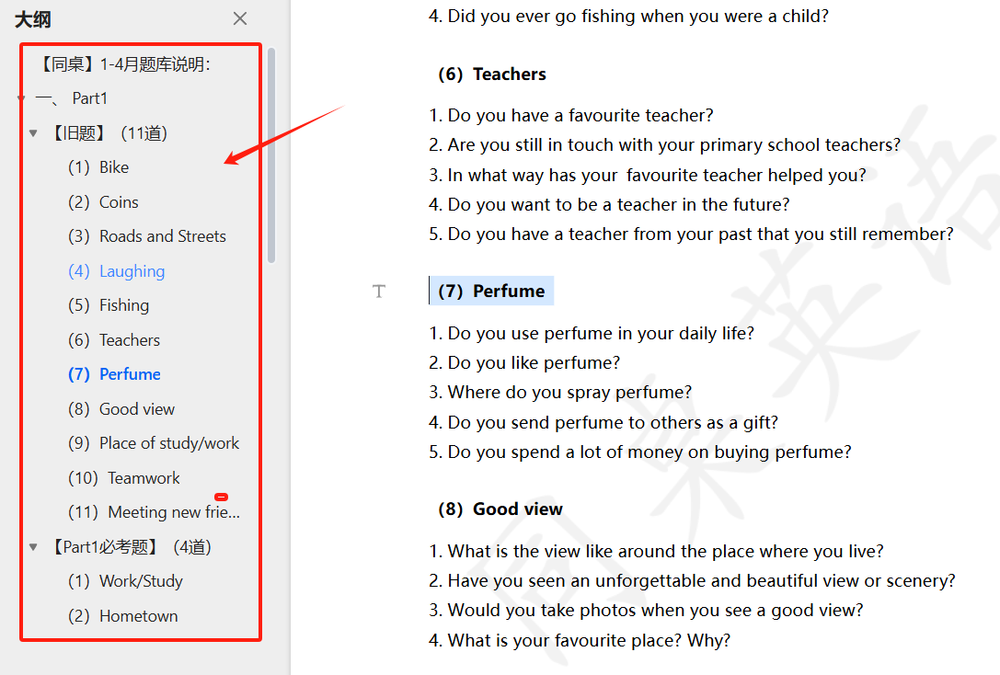 大纲
【同桌】1-4月题库说明：
一、 Part1
【旧题】（11道）
（1）Bike
（2）Coins
（3）Roads and Streets
（4）Laughing
（5）Fishing
（6）Teachers
（7）Perfume
（8）Good view
（9）Place of study/work
（10）Teamwork
（11）Meeting new frie...
【Part1必考题】（4道）
（1）Work/Study
（2）Hometown
4. Did you ever go fishing when you were a child?
（6）Teachers
1. Do you have a favourite teacher?
2. Are you still in touch with your primary school teachers?
3. In what way has your  favourite teacher helped you?
4. Do you want to be a teacher in the future?
5. Do you have a teacher from your past that you still remember?
（7）Perfume
1. Do you use perfume in your daily life?
2. Do you like perfume?
3. Where do you spray perfume?
4. Do you send perfume to others as a gift?
5. Do you spend a lot of money on buying perfume?
（8）Good view
1. What is the view like around the place where you live?
2. Have you seen an unforgettable and beautiful view or scenery?
3. Would you take photos when you see a good view?
4. What is your favourite place? Why?
同桌英语